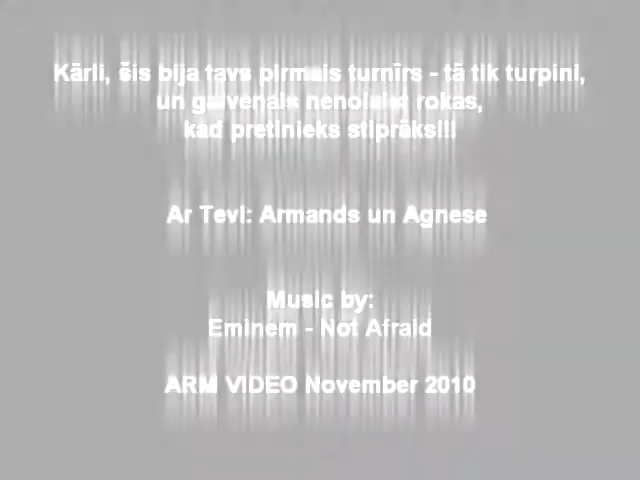 Kārli, šis bija tavs pirmais turnīrs - tā tik turpini,
un galvenais nenolaist rokas,
kad pretinieks stiprāks!!!
Ar Tevi: Armands un Agnese
Music by:
Eminem - Not Afraid
ARM VIDEO November 2010